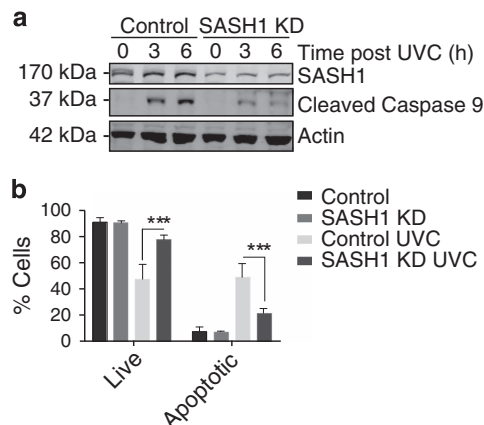 a
Control SASH1 KD
0 3 6 0 3 6 Time post UVC (h)
170 kDa SASH1
37 kDa Cleaved Caspase 9
42 kDa Actin
b
Control
SASH1 KD
Control UVC
SASH1 KD UVC
% Cells
100
80
60
40
20
0
***
***
Live
Apoptotic